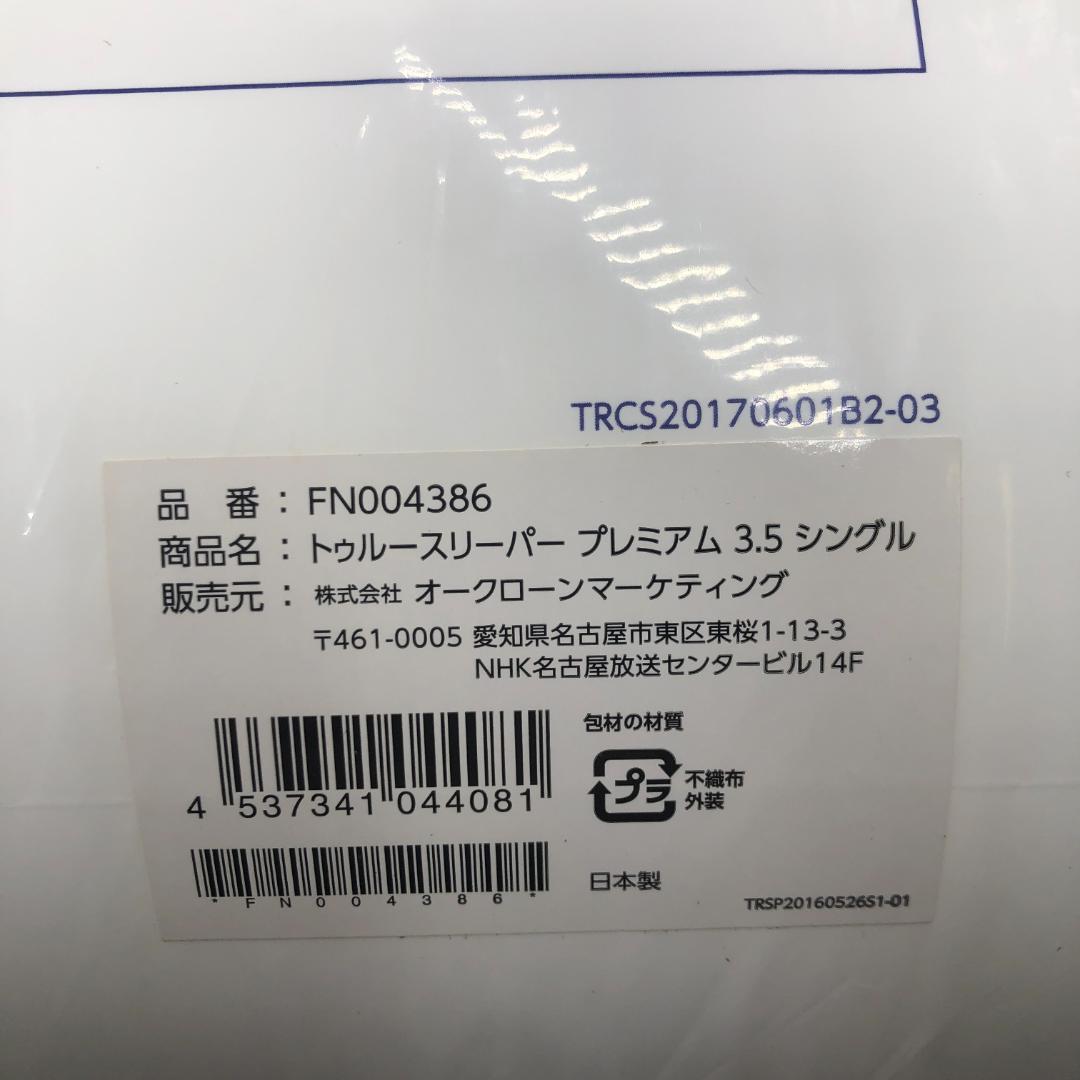 TRCS20170601B2-03
品 番 : FN004386
商品名 : トゥルースリーパー プレミアム 3.5 シングル
販売元 : 株式会社 オークローンマーケティング
〒461-0005 愛知県名古屋市東区東桜1-13-3
NHK名古屋放送センタービル14F
包材の材質
プラ
不織布
外装
4 537341 044081
*FN004386*
日本製
TRSP20160526S1-01